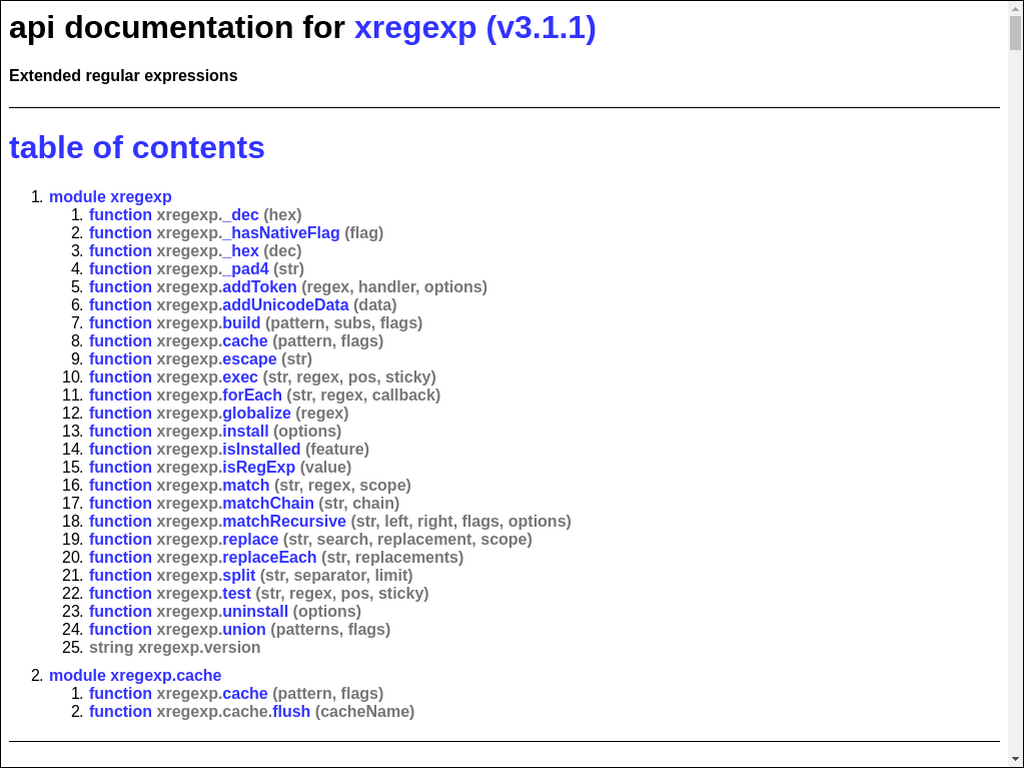 api documentation for xregexp (v3.1.1)
Extended regular expressions
table of contents
1. module xregexp
1. function xregexp._dec (hex)
2. function xregexp._hasNativeFlag (flag)
3. function xregexp._hex (dec)
4. function xregexp._pad4 (str)
5. function xregexp.addToken (regex, handler, options)
6. function xregexp.addUnicodeData (data)
7. function xregexp.build (pattern, subs, flags)
8. function xregexp.cache (pattern, flags)
9. function xregexp.escape (str)
10. function xregexp.exec (str, regex, pos, sticky)
11. function xregexp.forEach (str, regex, callback)
12. function xregexp.globalize (regex)
13. function xregexp.install (options)
14. function xregexp.isInstalled (feature)
15. function xregexp.isRegExp (value)
16. function xregexp.match (str, regex, scope)
17. function xregexp.matchChain (str, chain)
18. function xregexp.matchRecursive (str, left, right, flags, options)
19. function xregexp.replace (str, search, replacement, scope)
20. function xregexp.replaceEach (str, replacements)
21. function xregexp.split (str, separator, limit)
22. function xregexp.test (str, regex, pos, sticky)
23. function xregexp.uninstall (options)
24. function xregexp.union (patterns, flags)
25. string xregexp.version
2. module xregexp.cache
1. function xregexp.cache (pattern, flags)
2. function xregexp.cache.flush (cacheName)